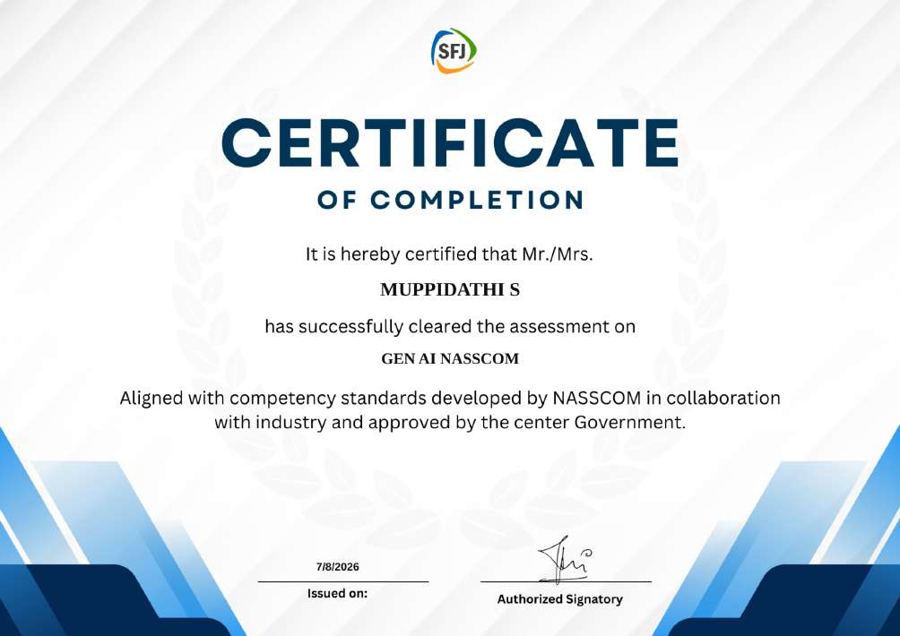 SFJ
CERTIFICATE
OF COMPLETION
It is hereby certified that Mr./Mrs.
MUPPIDATHI S
has successfully cleared the assessment on
GEN AI NASSCOM
Aligned with competency standards developed by NASSCOM in collaboration
with industry and approved by the center Government.
7/8/2026
Issued on:
Authorized Signatory